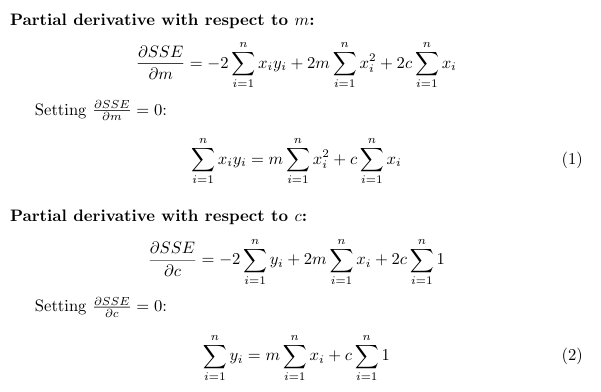 Partial derivative with respect to m:
∂SSE/∂m = −2 ∑_{i=1}^{n} x_i y_i + 2m ∑_{i=1}^{n} x_i^2 + 2c ∑_{i=1}^{n} x_i
Setting ∂SSE/∂m = 0:
∑_{i=1}^{n} x_i y_i = m ∑_{i=1}^{n} x_i^2 + c ∑_{i=1}^{n} x_i (1)
Partial derivative with respect to c:
∂SSE/∂c = −2 ∑_{i=1}^{n} y_i + 2m ∑_{i=1}^{n} x_i + 2c ∑_{i=1}^{n} 1
Setting ∂SSE/∂c = 0:
∑_{i=1}^{n} y_i = m ∑_{i=1}^{n} x_i + c ∑_{i=1}^{n} 1 (2)